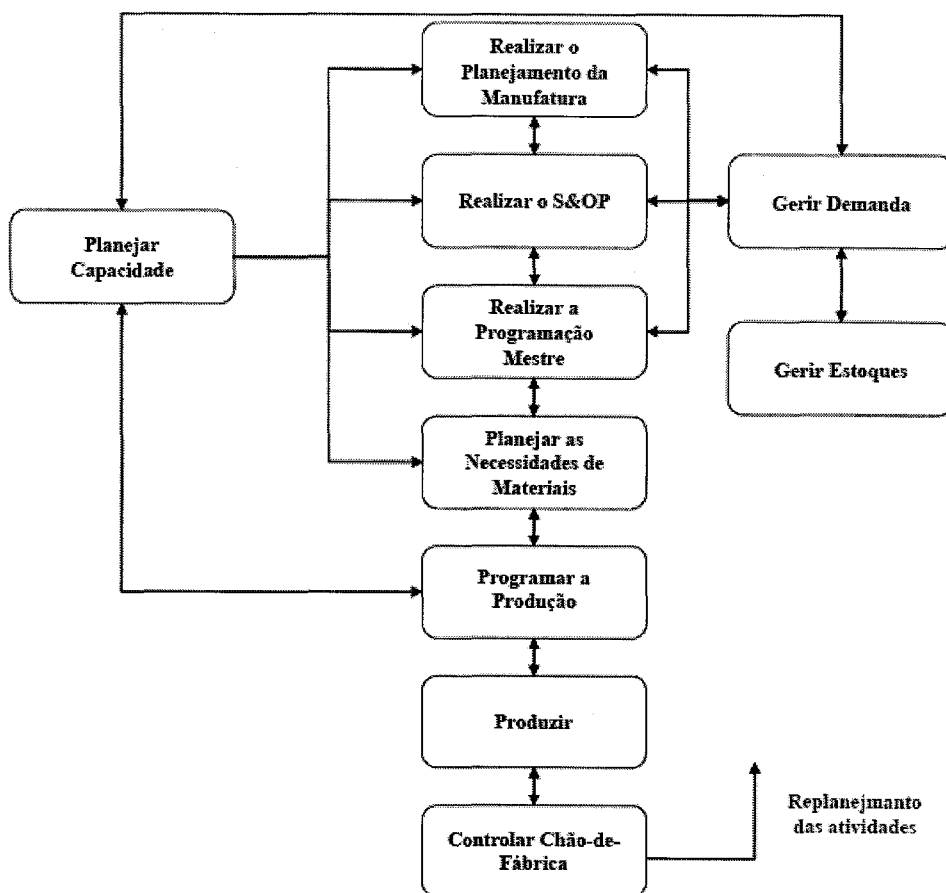 Realizar o
Planejamento da
Manufatura
Realizar o S&OP
Gerir Demanda
Planejar
Capacidade
Realizar a
Programação
Mestre
Gerir Estoques
Planejar as
Necessidades de
Materiais
Programar a
Produção
Produzir
Replanejmanto
das atividades
Controlar Chão-de-
Fábrica